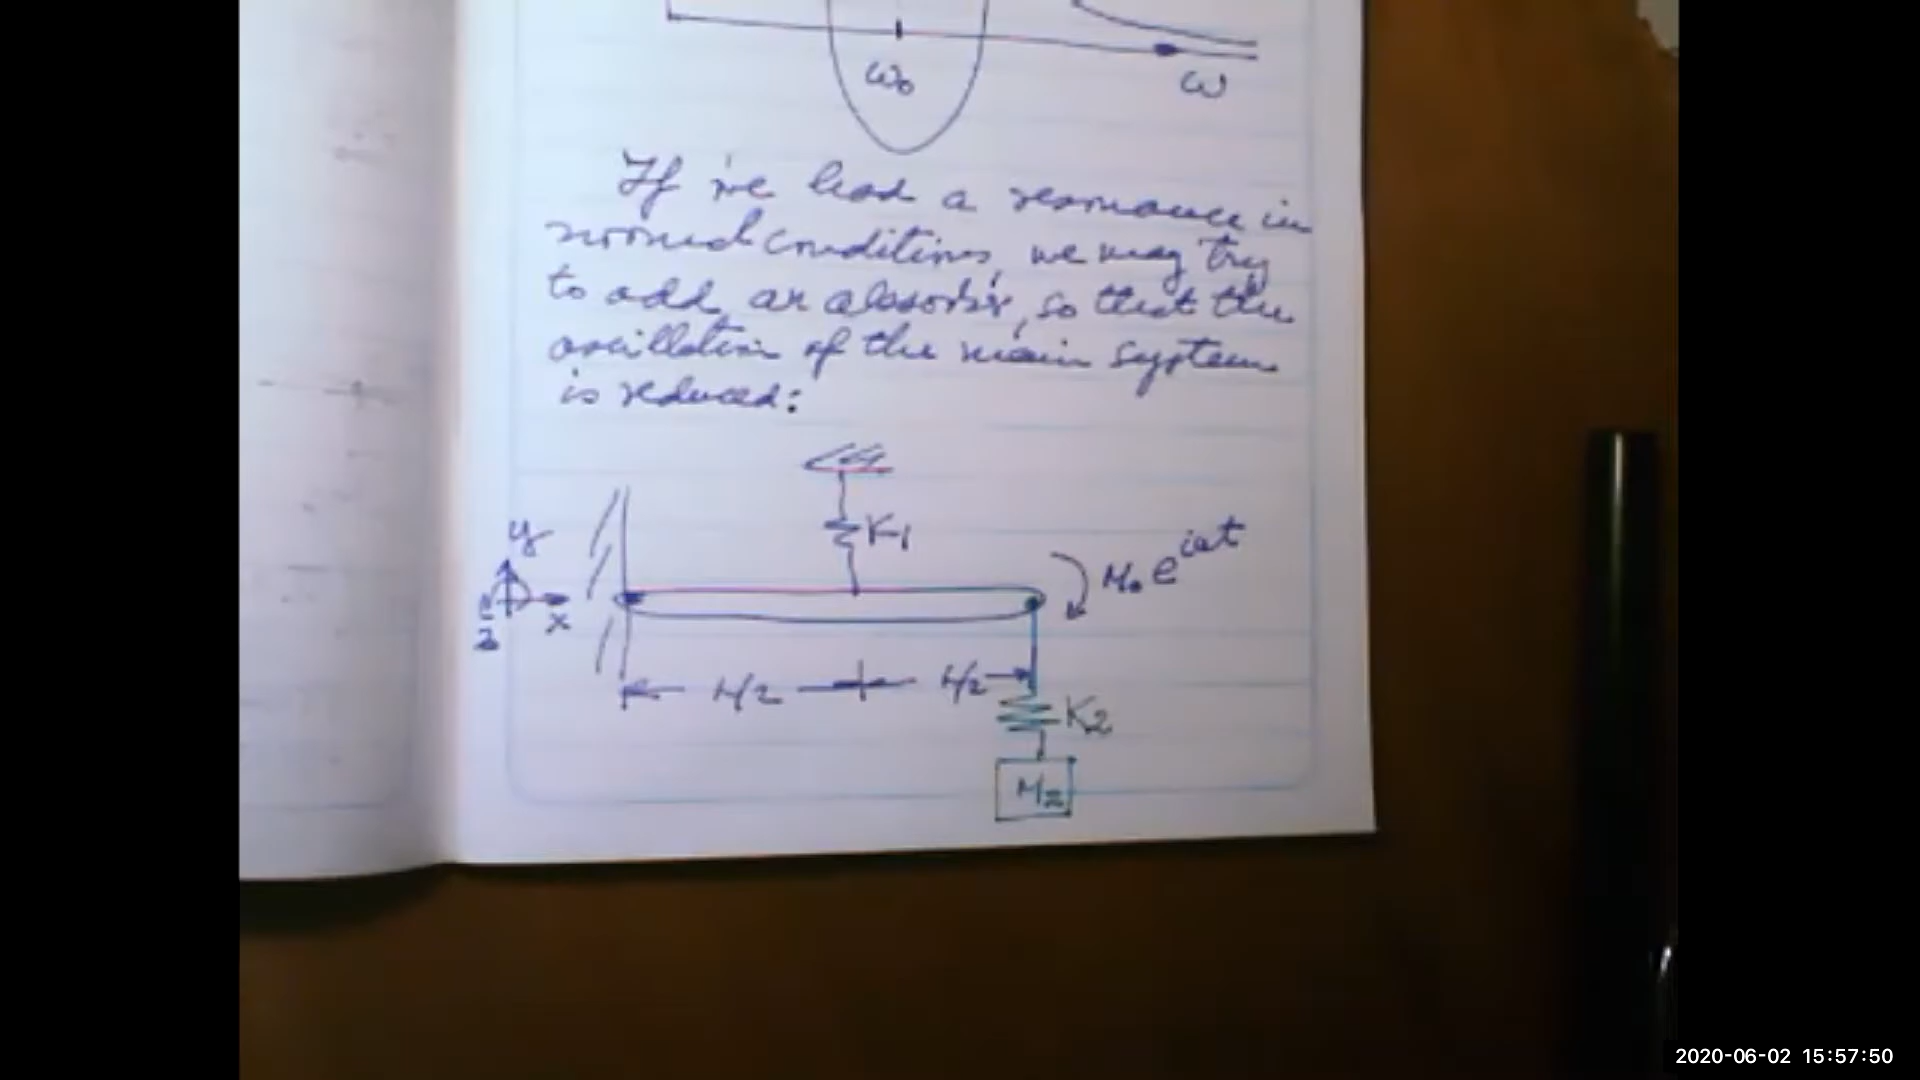 ω₀
ω
If we had a resonance in
normal conditions, we may try
to add an absorber, so that the
oscillation of the main system
is reduced:
K1
y
M₀ e^iωt
x
z
L/2 L/2
K2
M2
2020-06-02 15:57:50